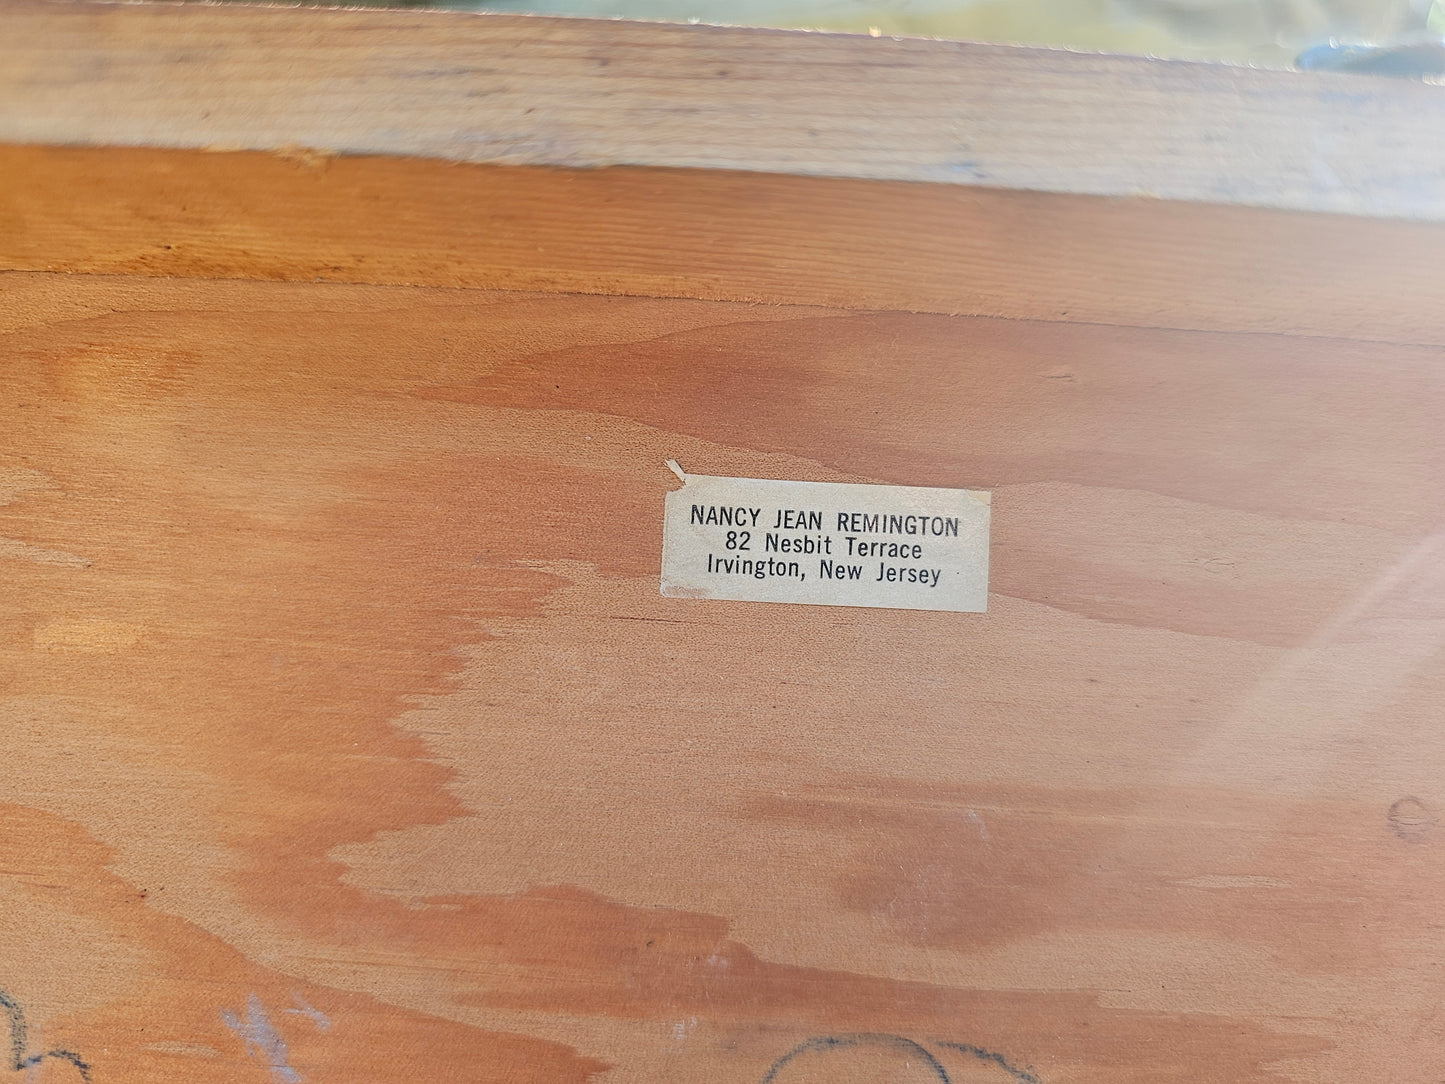 NANCY JEAN REMINGTON
82 Nesbit Terrace
Irvington, New Jersey